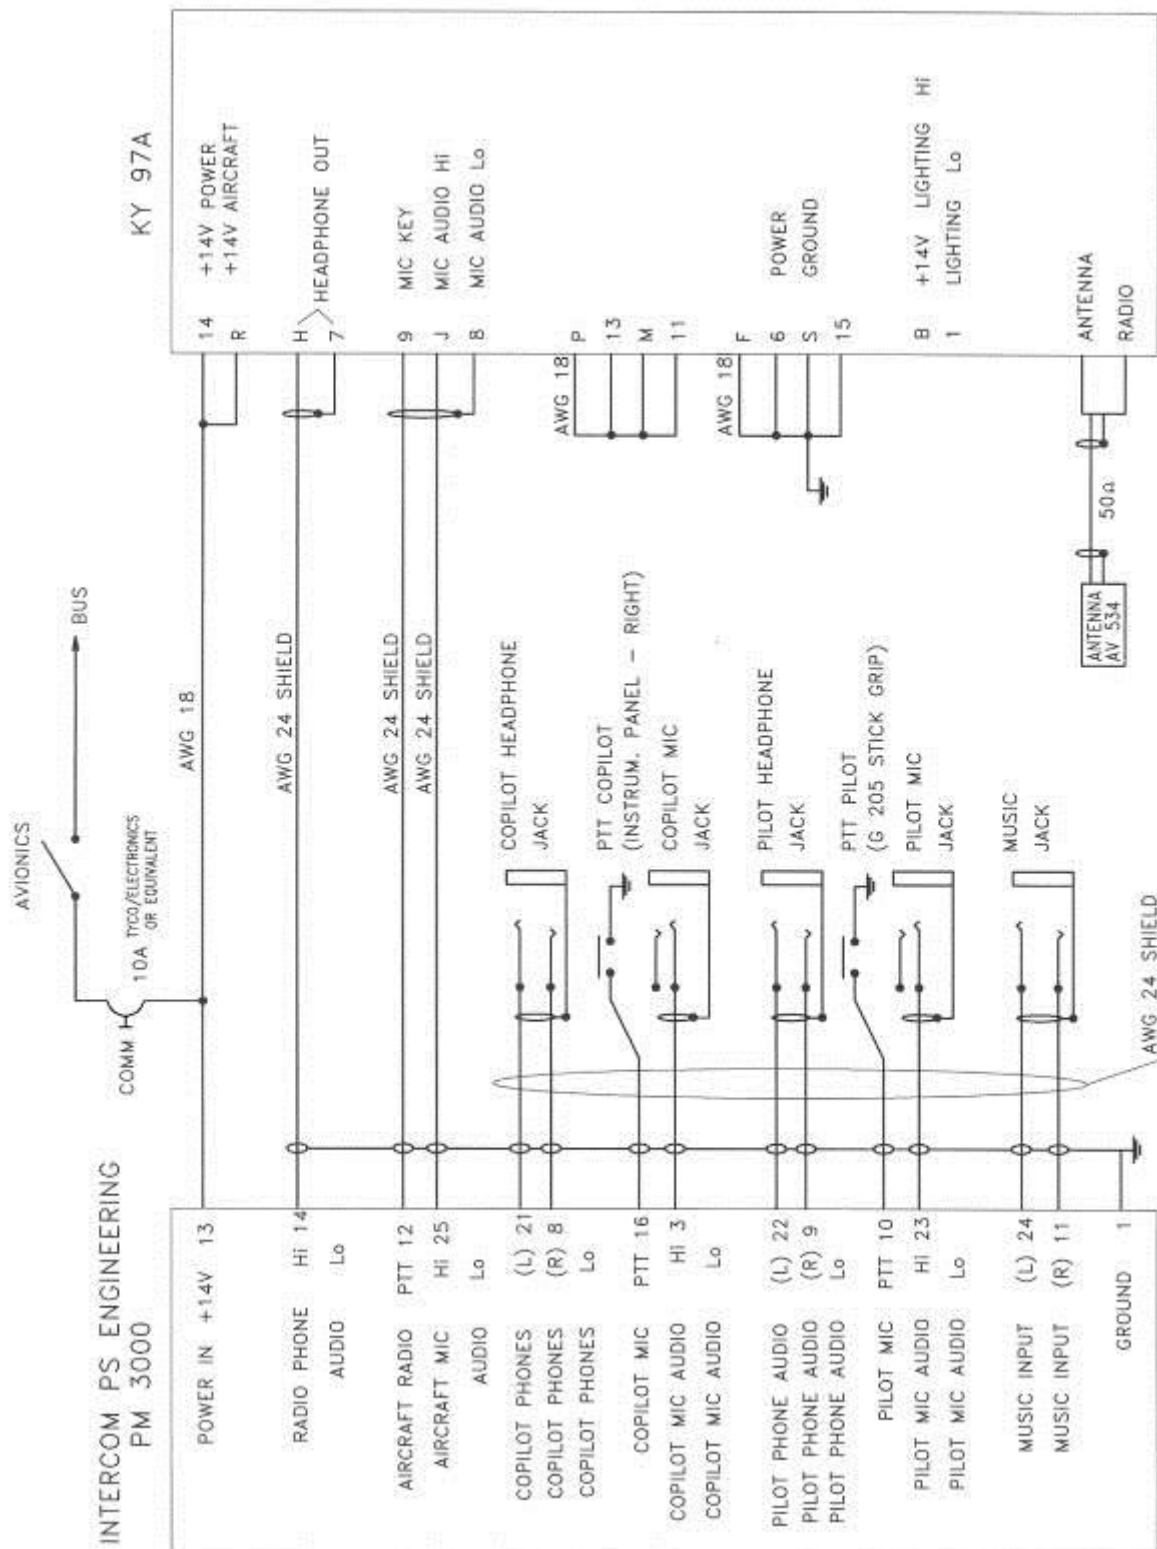 INTERCOM PS ENGINEERING
PM 3000
POWER IN +14V 13
RADIO PHONE Hi 14
AUDIO Lo
AIRCRAFT RADIO PTT 12
AIRCRAFT MIC Hi 25
AUDIO Lo
COPILOT PHONES (L) 21
COPILOT PHONES (R) 8
COPILOT PHONES Lo
COPILOT MIC PTT 16
COPILOT MIC AUDIO Hi 3
COPILOT MIC AUDIO Lo
PILOT PHONE AUDIO (L) 22
PILOT PHONE AUDIO (R) 9
PILOT PHONE AUDIO Lo
PILOT MIC PTT 10
PILOT MIC AUDIO Hi 23
PILOT MIC AUDIO Lo
MUSIC INPUT (L) 24
MUSIC INPUT (R) 11
GROUND 1
COMM
10A TYCO/ELECTRONICS
OR EQUIVALENT
AVIONICS
BUS
AWG 18
AWG 24 SHIELD
AWG 24 SHIELD
AWG 24 SHIELD
COPILOT HEADPHONE
JACK
PTT COPILOT
(INSTRUM. PANEL – RIGHT)
COPILOT MIC
JACK
PILOT HEADPHONE
JACK
PTT PILOT
(G 205 STICK GRIP)
PILOT MIC
JACK
MUSIC
JACK
AWG 24 SHIELD
ANTENNA
AV 534
50Ω
AWG 18
AWG 18
KY 97A
14 +14V POWER
R +14V AIRCRAFT
H
HEADPHONE OUT
7
9 MIC KEY
J MIC AUDIO Hi
8 MIC AUDIO Lo
P
13
M
11
F
6 POWER
S GROUND
15
B +14V LIGHTING Hi
1 LIGHTING Lo
ANTENNA
RADIO